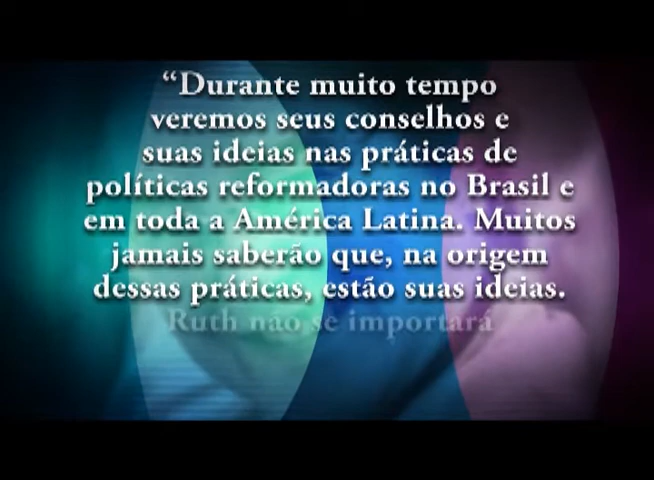 “Durante muito tempo
veremos seus conselhos e
suas ideias nas práticas de
políticas reformadoras no Brasil e
em toda a América Latina. Muitos
jamais saberão que, na origem
dessas práticas, estão suas ideias.
Ruth não se importará